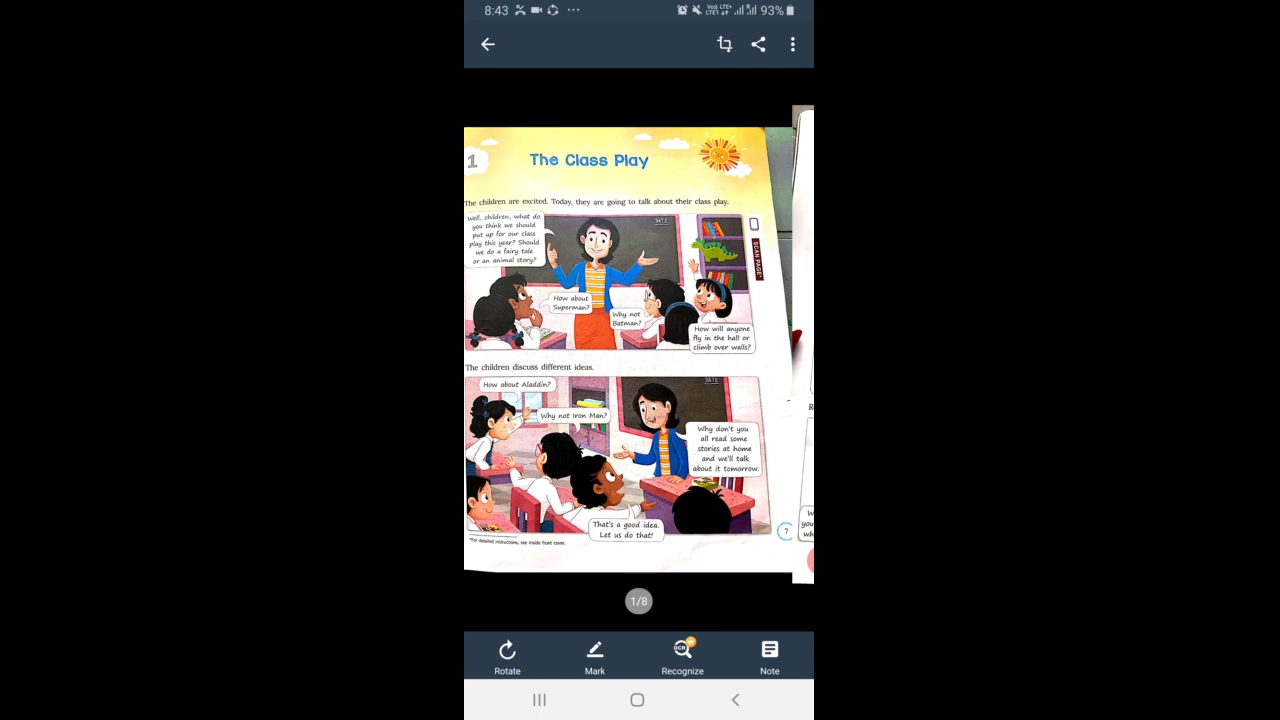 8:43
Vo) LTE+
LTE1
93%
1
The Class Play
The children are excited. Today, they are going to talk about their class play.
Well, children, what do
you think we should
put up for our class
play this year? Should
we do a fairy tale
or an animal story?
DATE
SCAN PAGE*
How about
Superman?
Why not
Batman?
How will anyone
fly in the hall or
climb over walls?
The children discuss different ideas.
How about Aladdin?
DATE
Why not Iron Man?
Why don't you
all read some
stories at home
and we'll talk
about it tomorrow.
That's a good idea.
Let us do that!
*For detailed instructions, see inside front cover.
7
1/8
OCR
Rotate
Mark
Recognize
Note